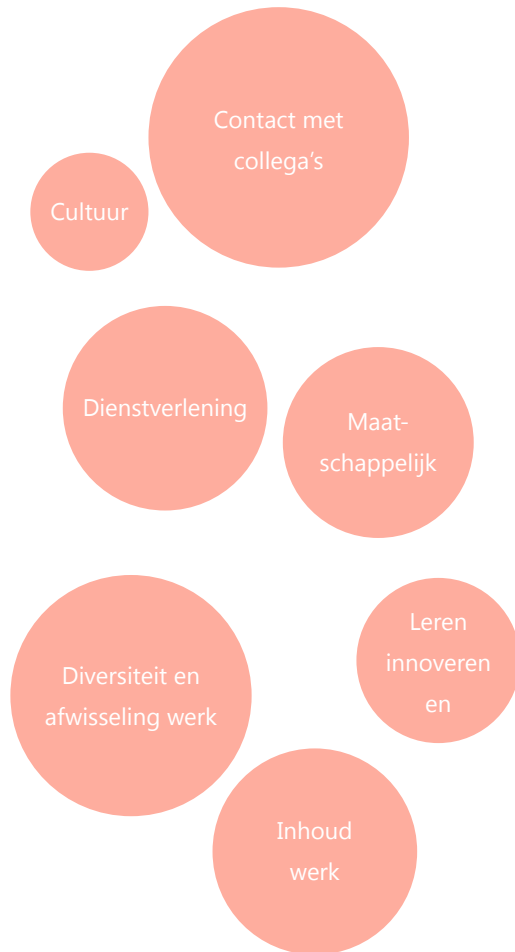 Contact met
collega’s
Cultuur
Dienstverlening
Maat-
schappelijk
Leren
innoveren
en
Diversiteit en
afwisseling werk
Inhoud
werk